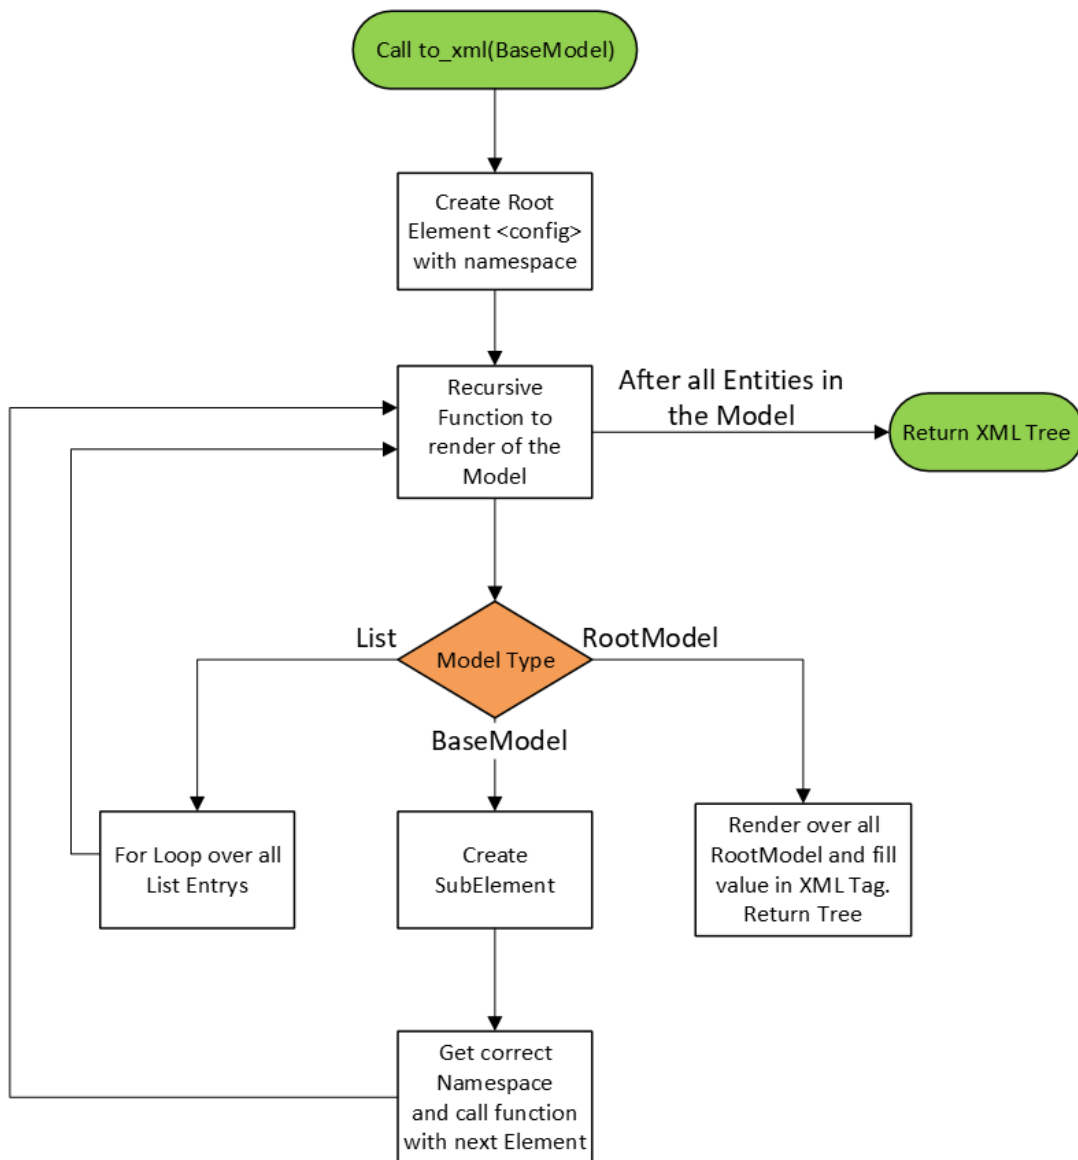 Call to_xml(BaseModel)
Create Root
Element <config>
with namespace
Recursive
Function to
render of the
Model
After all Entities in
the Model
Return XML Tree
List
Model Type
RootModel
BaseModel
For Loop over all
List Entrys
Create
SubElement
Render over all
RootModel and fill
value in XML Tag.
Return Tree
Get correct
Namespace
and call function
with next Element